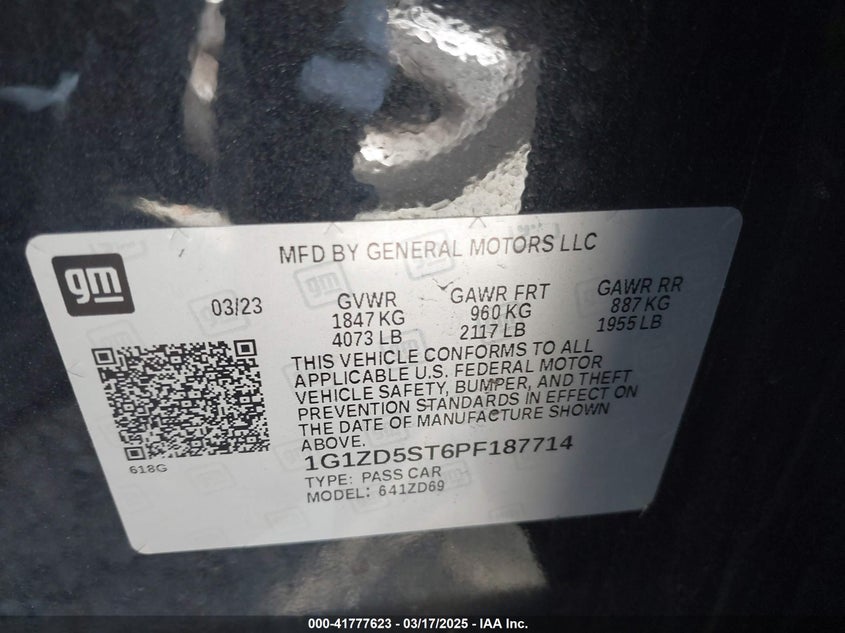 MFD BY GENERAL MOTORS LLC
gm
03/23
GVWR
1847 KG
4073 LB
GAWR FRT
960 KG
2117 LB
GAWR RR
887 KG
1955 LB
THIS VEHICLE CONFORMS TO ALL
APPLICABLE U.S. FEDERAL MOTOR
VEHICLE SAFETY, BUMPER, AND THEFT
PREVENTION STANDARDS IN EFFECT ON
THE DATE OF MANUFACTURE SHOWN
ABOVE.
618G
1G1ZD5ST6PF187714
TYPE: PASS CAR
MODEL: 641ZD69
000-41777623 - 03/17/2025 - IAA Inc.